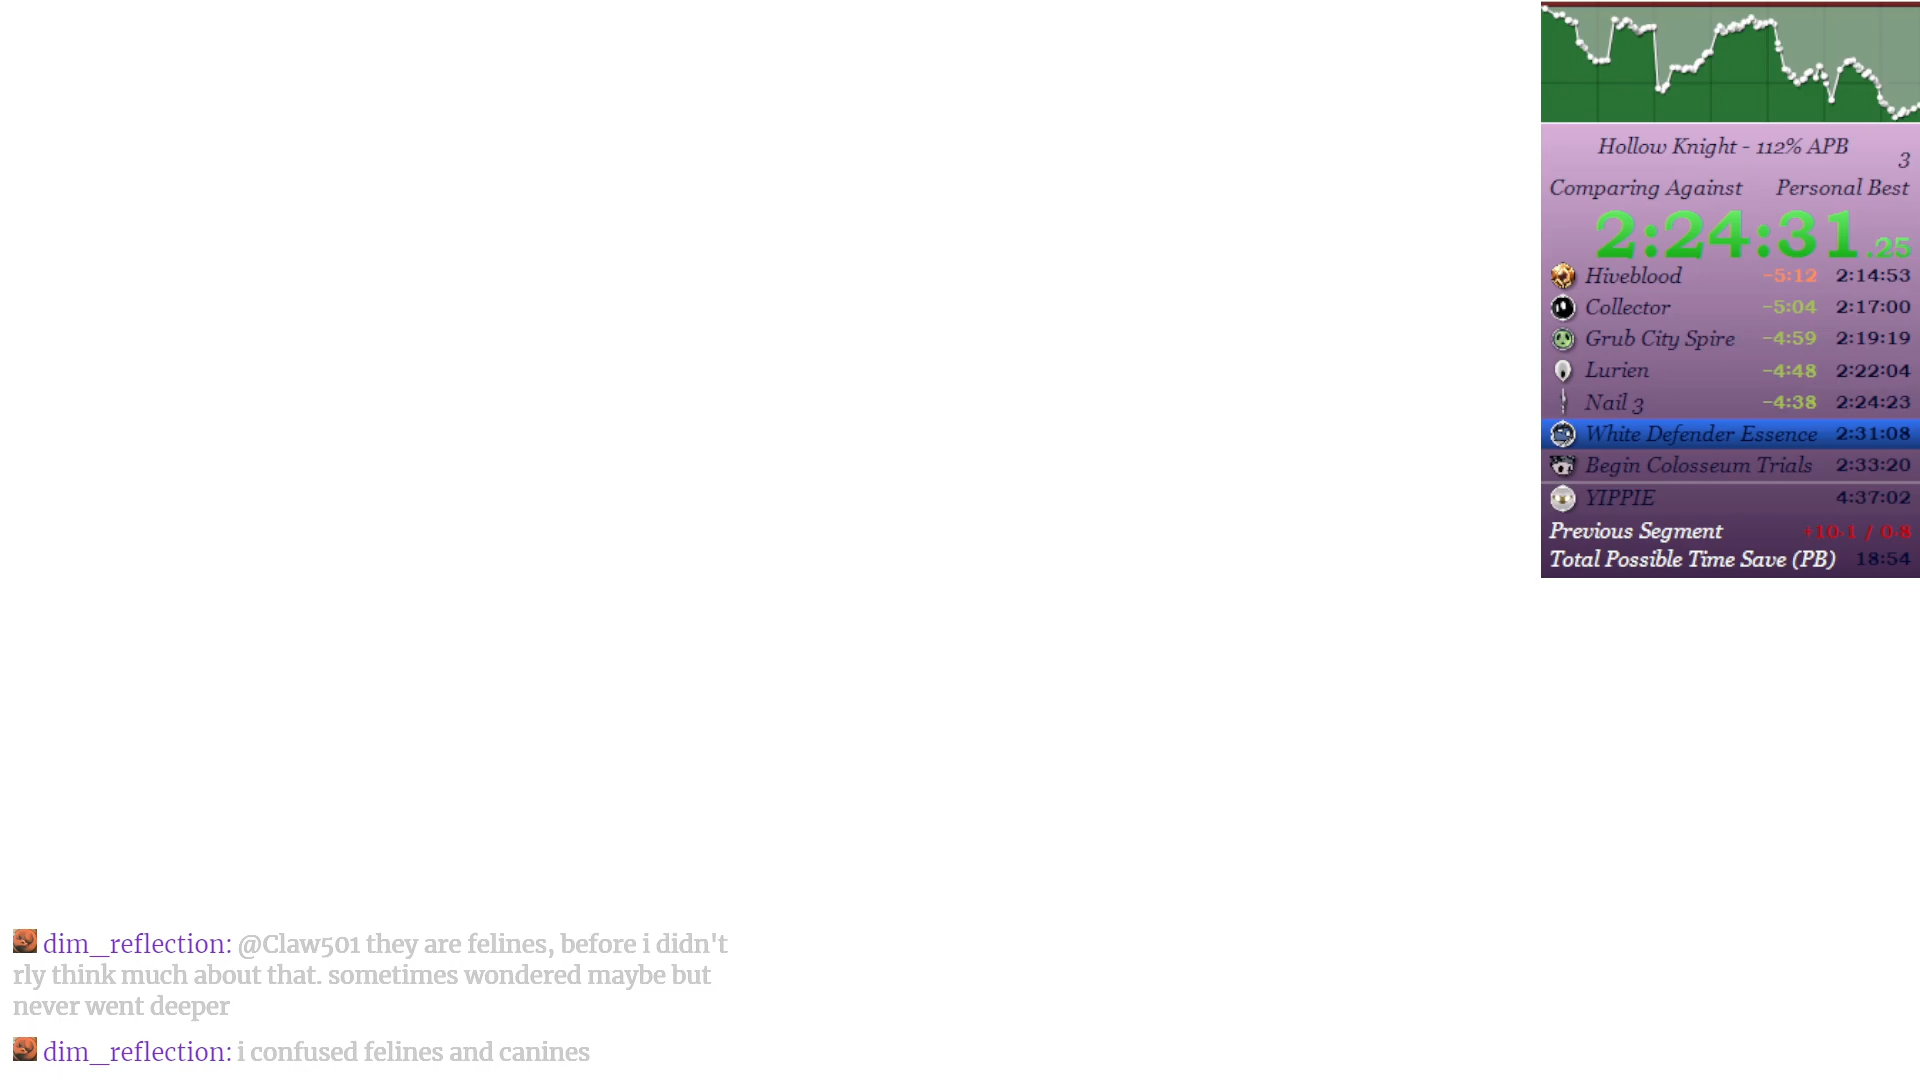 Hollow Knight - 112% APB
3
Comparing Against Personal Best
2:24:31.25
Hiveblood -5:12 2:14:53
Collector -5:04 2:17:00
Grub City Spire -4:59 2:19:19
Lurien -4:48 2:22:04
Nail 3 -4:38 2:24:23
White Defender Essence 2:31:08
Begin Colosseum Trials 2:33:20
YIPPIE 4:37:02
Previous Segment +10.1 / 0.8
Total Possible Time Save (PB) 18:54
dim_reflection: @Claw501 they are felines, before i didn't
rly think much about that. sometimes wondered maybe but
never went deeper
dim_reflection: i confused felines and canines